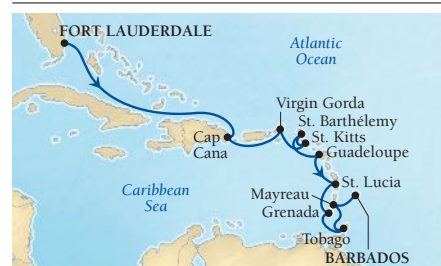 FORT LAUDERDALE
Atlantic
Ocean
Virgin Gorda
St. Barthélemy
St. Kitts
Cap
Cana
Guadeloupe
Caribbean
Sea
St. Lucia
Mayreau
Grenada
Tobago
BARBADOS